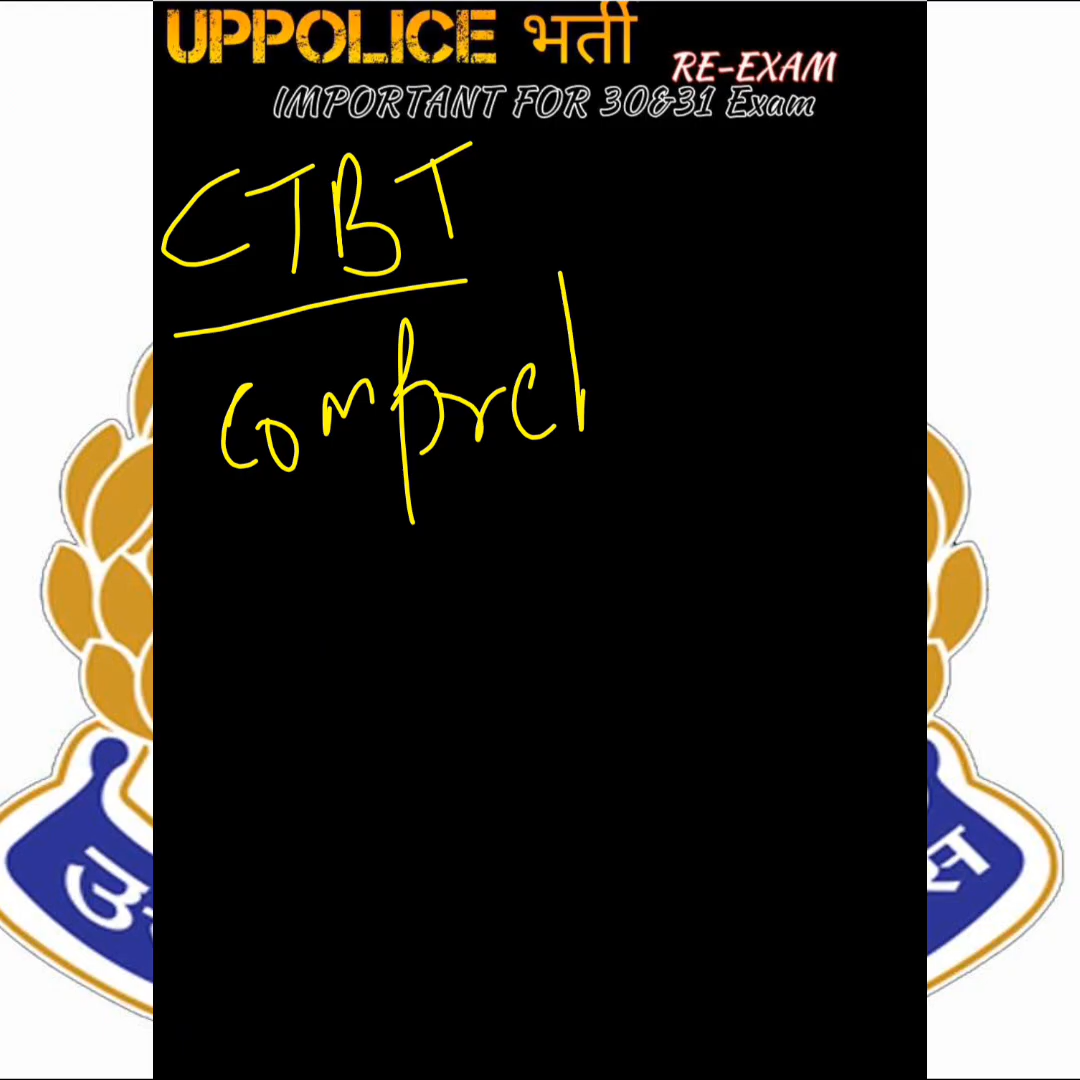 UPPOLICE भर्ती
RE-EXAM
IMPORTANT FOR 30&31 Exam
CTBT
Comprel